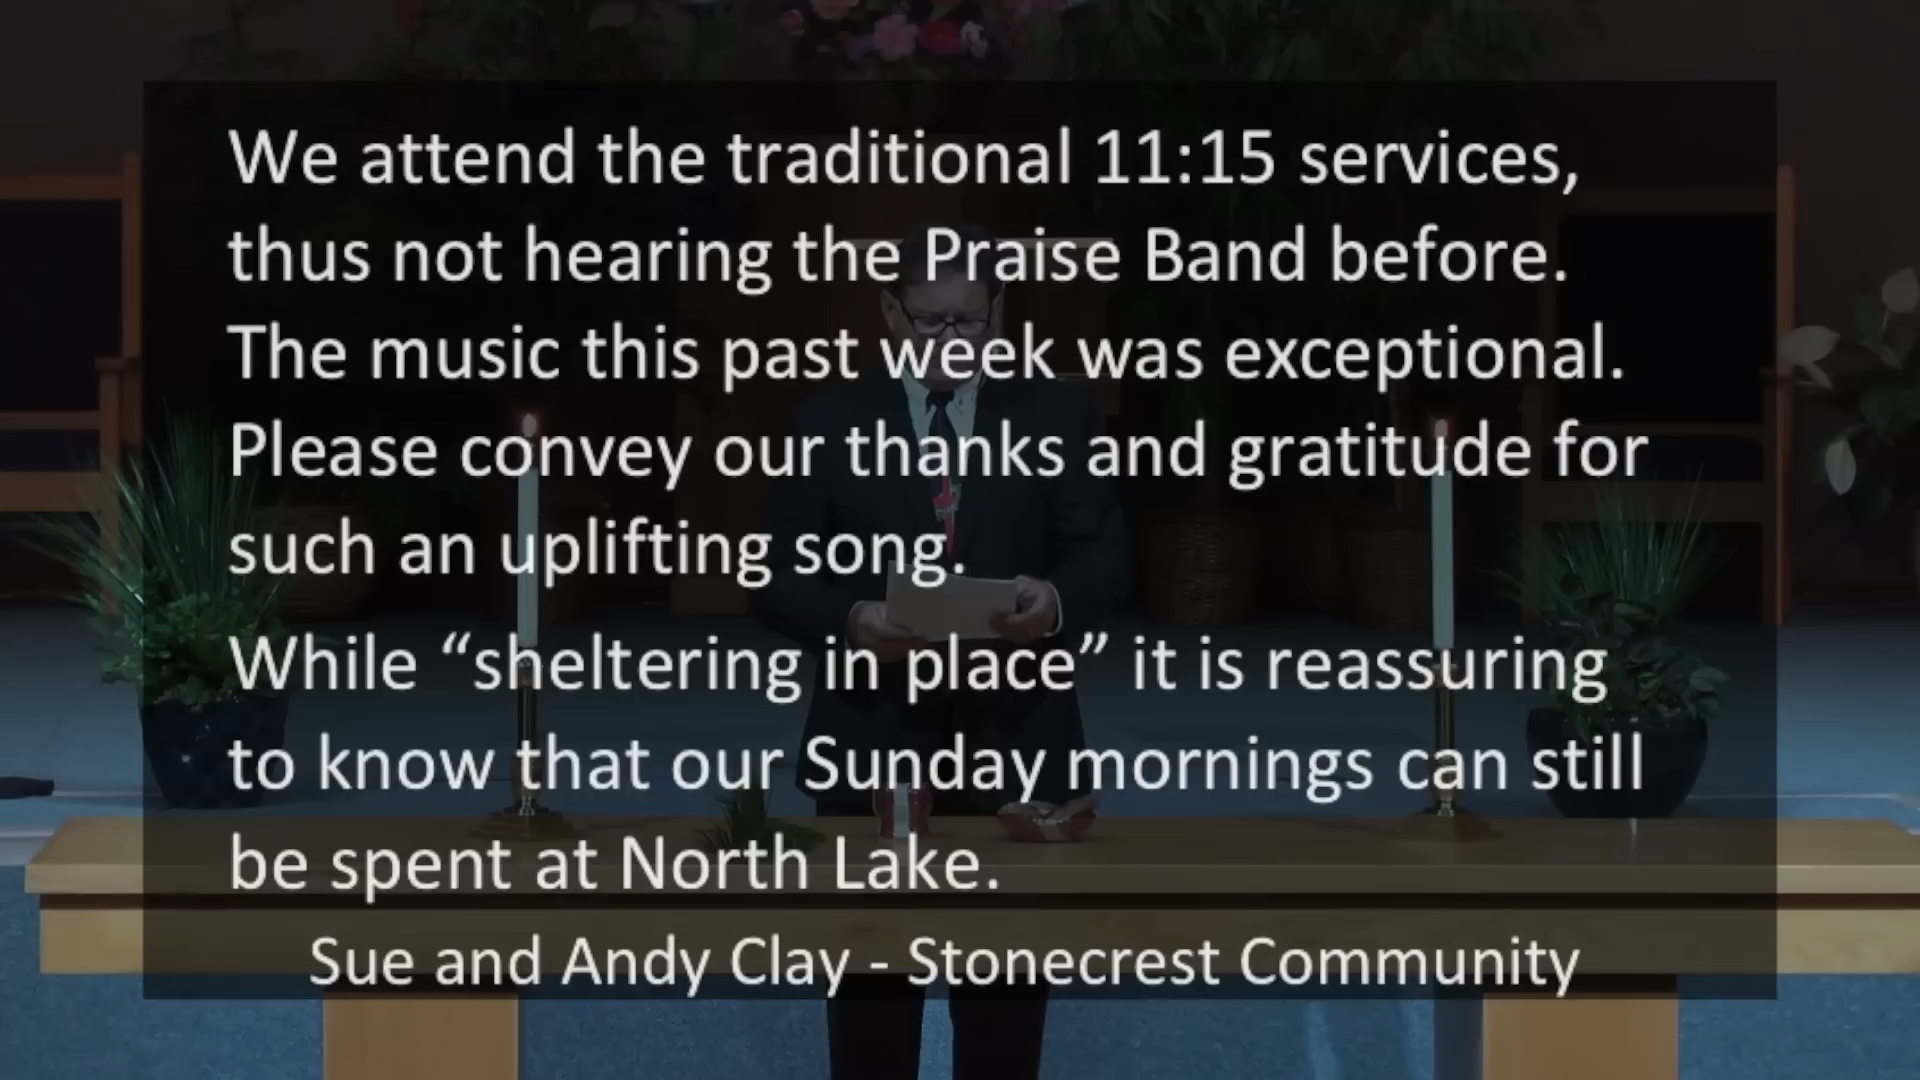 We attend the traditional 11:15 services,
thus not hearing the Praise Band before.
The music this past week was exceptional.
Please convey our thanks and gratitude for
such an uplifting song.
While “sheltering in place” it is reassuring
to know that our Sunday mornings can still
be spent at North Lake.
Sue and Andy Clay - Stonecrest Community